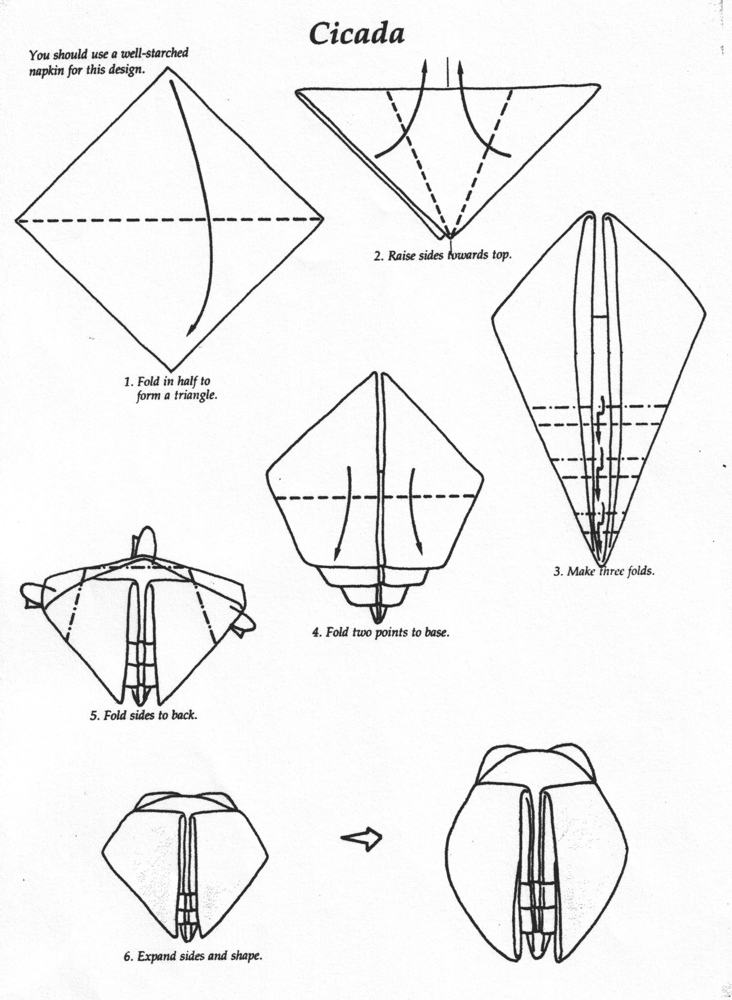 Cicada
You should use a well-starched
napkin for this design.
1. Fold in half to
form a triangle.
2. Raise sides towards top.
3. Make three folds.
4. Fold two points to base.
5. Fold sides to back.
6. Expand sides and shape.